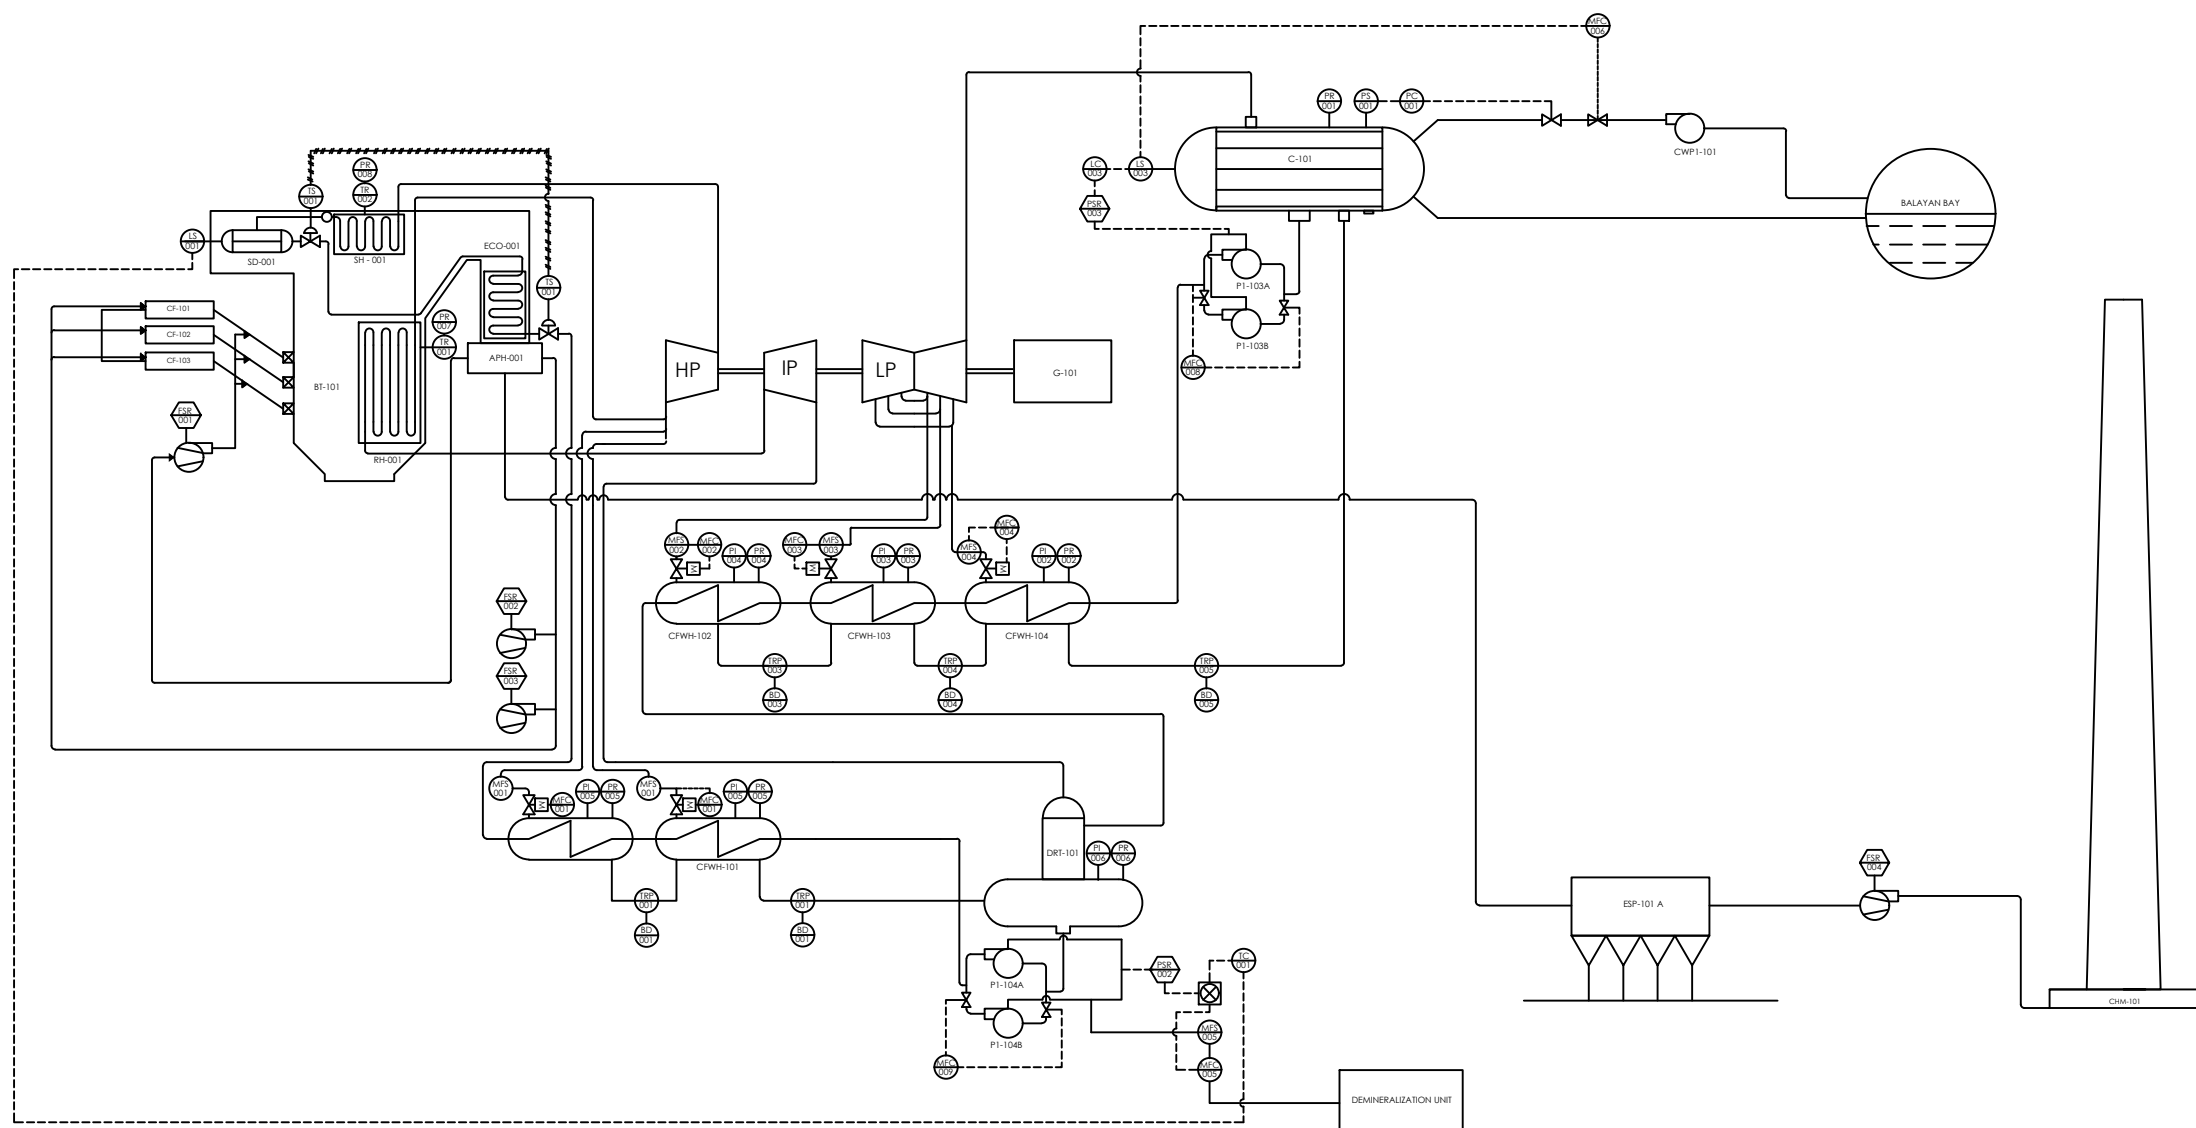 MFC
006
PR
001
PS
001
PC
001
CWP1-101
C-101
LC
003
LS
003
PSR
003
BALAYAN BAY
PR
008
TS
001
TR
002
LS
001
SD-001
SH - 001
ECO-001
TS
001
P1-103A
P1-103B
MFC
008
CF-101
CF-102
CF-103
PR
007
TR
001
APH-001
BT-101
RH-001
FSR
001
HP
IP
LP
G-101
MFS
002
MFC
002
PI
004
PR
004
MFC
003
MFS
003
PI
003
PR
003
MFS
004
MFC
004
PI
002
PR
002
M
M
M
CFWH-102
CFWH-103
CFWH-104
FSR
002
FSR
003
TRP
003
BD
003
TRP
004
BD
004
TRP
005
BD
005
MFS
001
MFC
001
PI
005
PR
005
MFS
001
MFC
001
PI
005
PR
005
M
M
CFWH-101
TRP
001
BD
001
TRP
001
BD
001
DRT-101
PI
006
PR
006
P1-104A
P1-104B
MFC
009
PSR
002
TC
001
MFS
005
MFC
005
DEMINERALIZATION UNIT
ESP-101 A
FSR
004
CHM-101